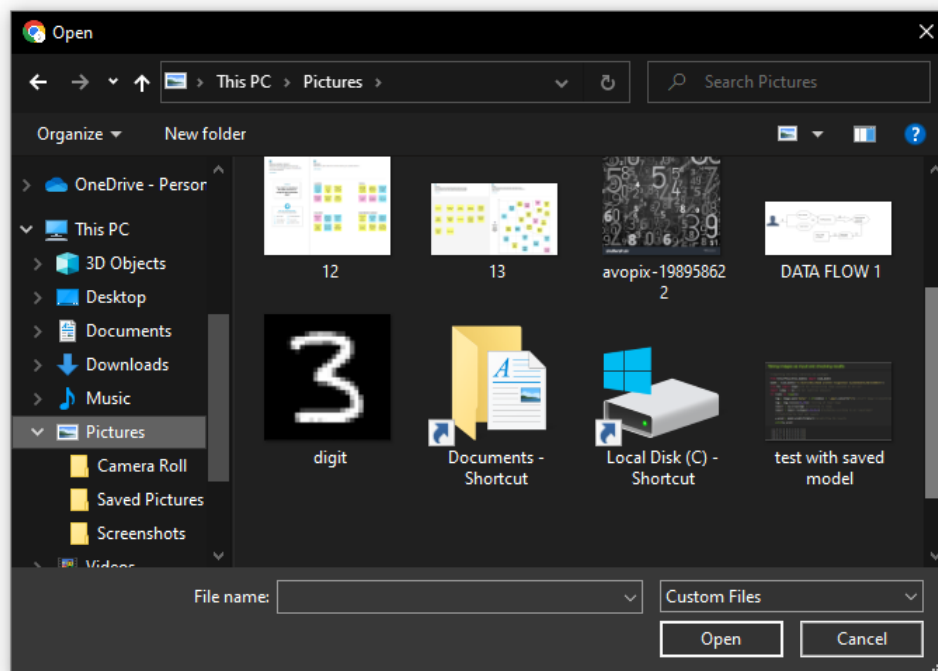 Open
This PC > Pictures >
Search Pictures
Organize
New folder
?
OneDrive - Person
This PC
3D Objects
Desktop
Documents
Downloads
Music
Pictures
Camera Roll
Saved Pictures
Screenshots
Videos
12
13
avopix-19895862
2
DATA FLOW 1
3
digit
A
Documents -
Shortcut
Local Disk (C) -
Shortcut
test with saved
model
File name:
Custom Files
Open
Cancel